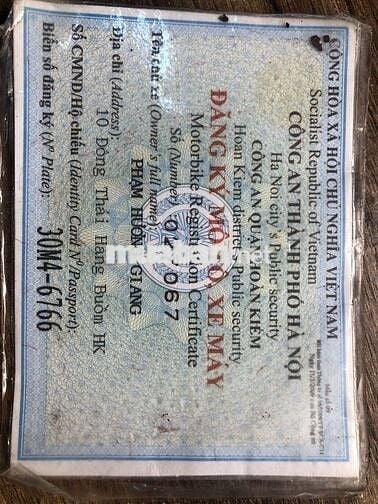 CỘNG HÒA XÃ HỘI CHỦ NGHĨA VIỆT NAM
Socialist Republic of Vietnam
CÔNG AN THÀNH PHỐ HÀ NỘI
Ha Noi city's Public security
CÔNG AN QUẬN HOÀN KIẾM
Hoan Kiem district Public security
ĐĂNG KÝ MÔ TÔ XE MÁY
Motorbike Registration Certificate
Số (Number):
Tên chủ xe (Owner's full name):
PHẠM HƯƠNG GIANG
Địa chỉ (Address):
10 Đông Thái Hàng Buồm HK
Số CMND/Hộ chiếu (Identity Card N°/Passport):
Biển số đăng ký (N° Plate): 30M4-6766
muaban.net